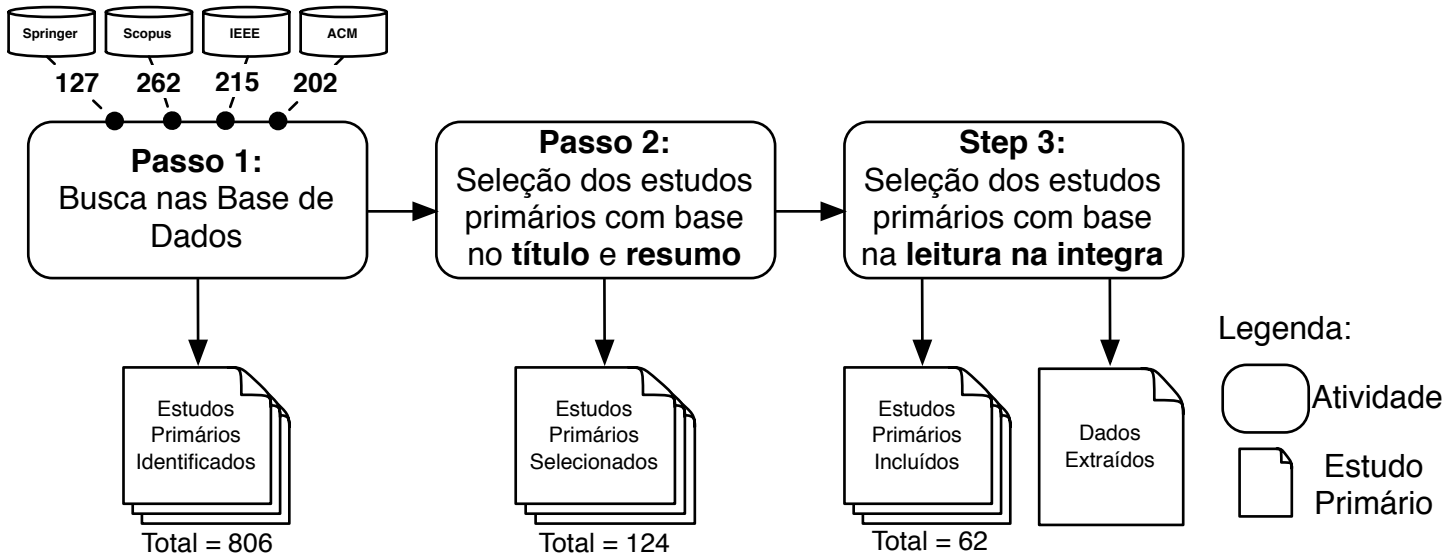 Springer
Scopus
IEEE
ACM
127
262
215
202
Passo 1:
Busca nas Base de
Dados
Passo 2:
Seleção dos estudos
primários com base
no título e resumo
Step 3:
Seleção dos estudos
primários com base
na leitura na integra
Estudos
Primários
Identificados
Total = 806
Estudos
Primários
Selecionados
Total = 124
Estudos
Primários
Incluídos
Total = 62
Dados
Extraídos
Legenda:
Atividade
Estudo
Primário